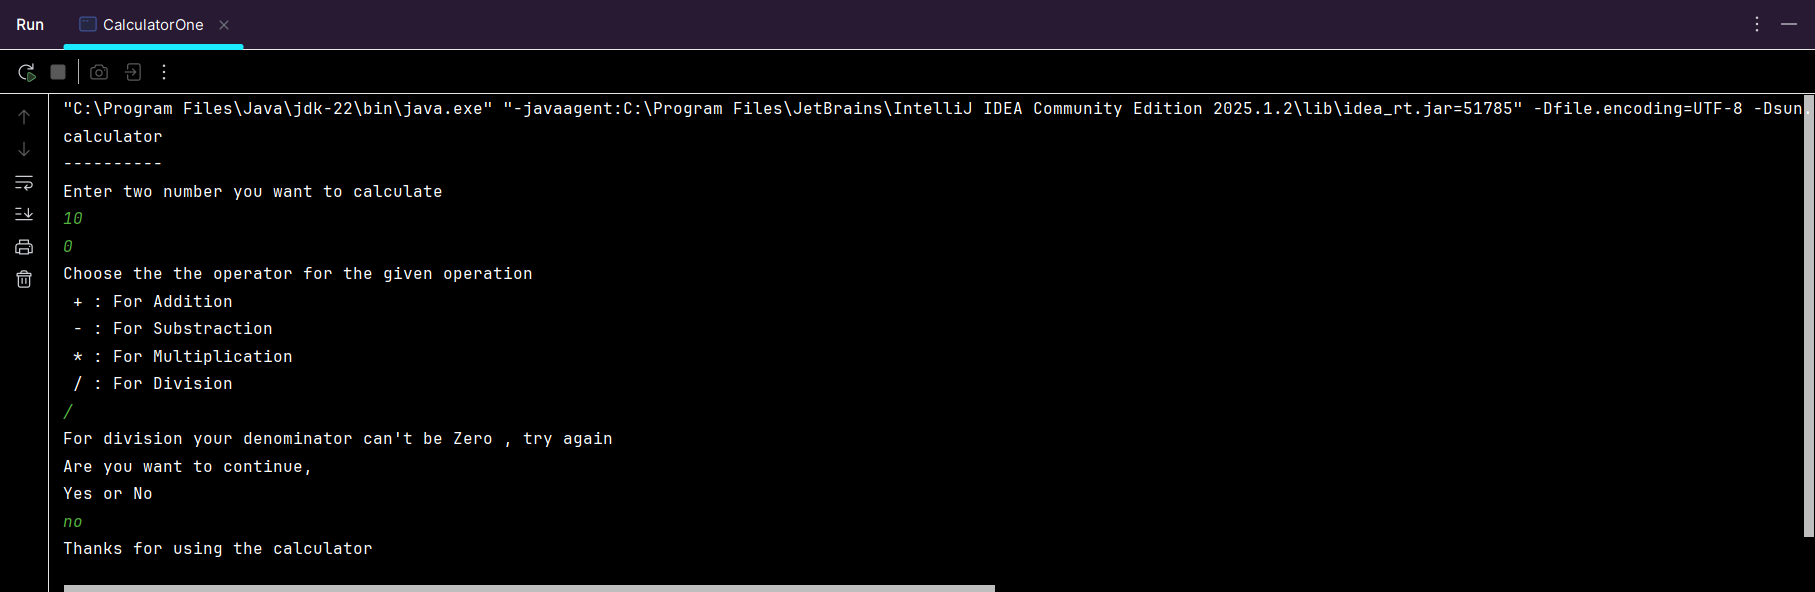 Run CalculatorOne
"C:\Program Files\Java\jdk-22\bin\java.exe" "-javaagent:C:\Program Files\JetBrains\IntelliJ IDEA Community Edition 2025.1.2\lib\idea_rt.jar=51785" -Dfile.encoding=UTF-8 -Dsun.
calculator
----------
Enter two number you want to calculate
10
0
Choose the the operator for the given operation
 + : For Addition
 - : For Substraction
 * : For Multiplication
 / : For Division
/
For division your denominator can't be Zero , try again
Are you want to continue,
Yes or No
no
Thanks for using the calculator